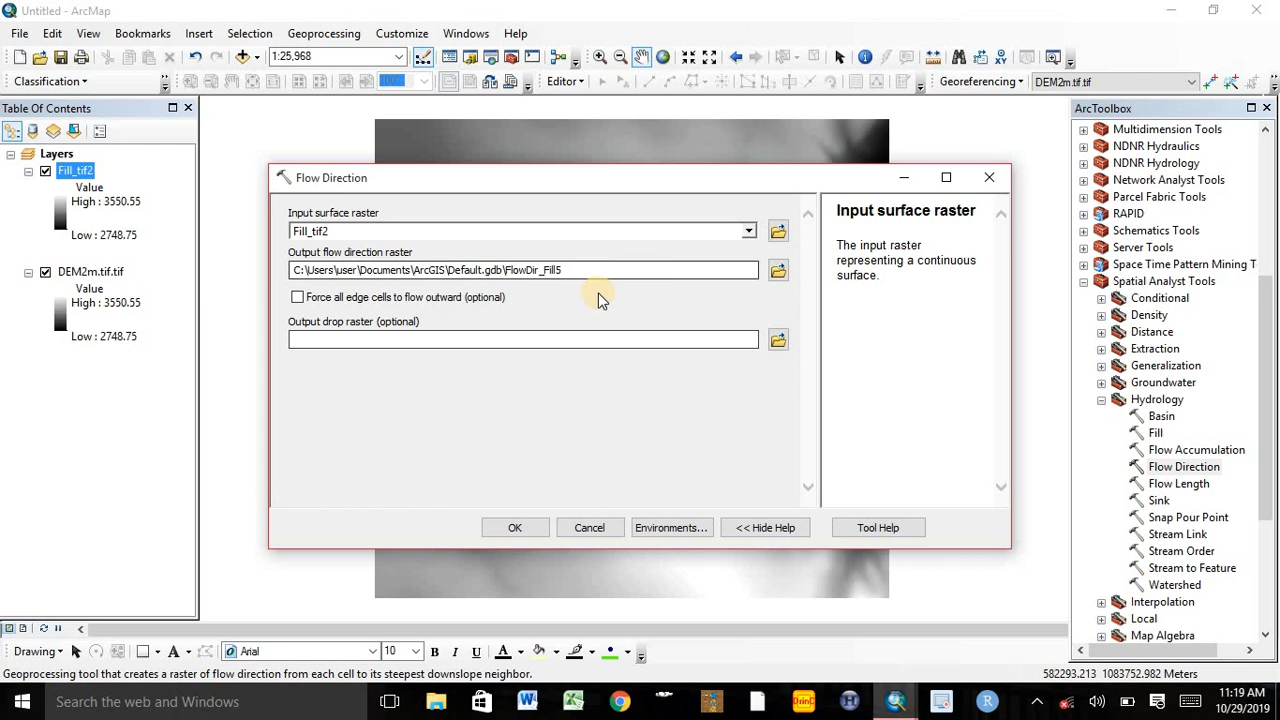 Untitled - ArcMap
File Edit View Bookmarks Insert Selection Geoprocessing Customize Windows Help
1:25,968
Classification 100% Editor Georeferencing DEM2m.tif.tif
Table Of Contents
Layers
Fill_tif2
Value
High : 3550.55
Low : 2748.75
DEM2m.tif.tif
Value
High : 3550.55
Low : 2748.75
Flow Direction
Input surface raster
Fill_tif2
Output flow direction raster
C:\Users\user\Documents\ArcGIS\Default.gdb\FlowDir_Fill5
Force all edge cells to flow outward (optional)
Output drop raster (optional)
OK Cancel Environments... << Hide Help Tool Help
Input surface raster
The input raster
representing a continuous
surface.
ArcToolbox
Multidimension Tools
NDNR Hydraulics
NDNR Hydrology
Network Analyst Tools
Parcel Fabric Tools
RAPID
Schematics Tools
Server Tools
Space Time Pattern Mining T
Spatial Analyst Tools
Conditional
Density
Distance
Extraction
Generalization
Groundwater
Hydrology
Basin
Fill
Flow Accumulation
Flow Direction
Flow Length
Sink
Snap Pour Point
Stream Link
Stream Order
Stream to Feature
Watershed
Interpolation
Local
Map Algebra
Drawing Arial 10 B I U A
Geoprocessing tool that creates a raster of flow direction from each cell to its steepest downslope neighbor.
582293.213 1083752.982 Meters
Search the web and Windows
11:19 AM
10/29/2019